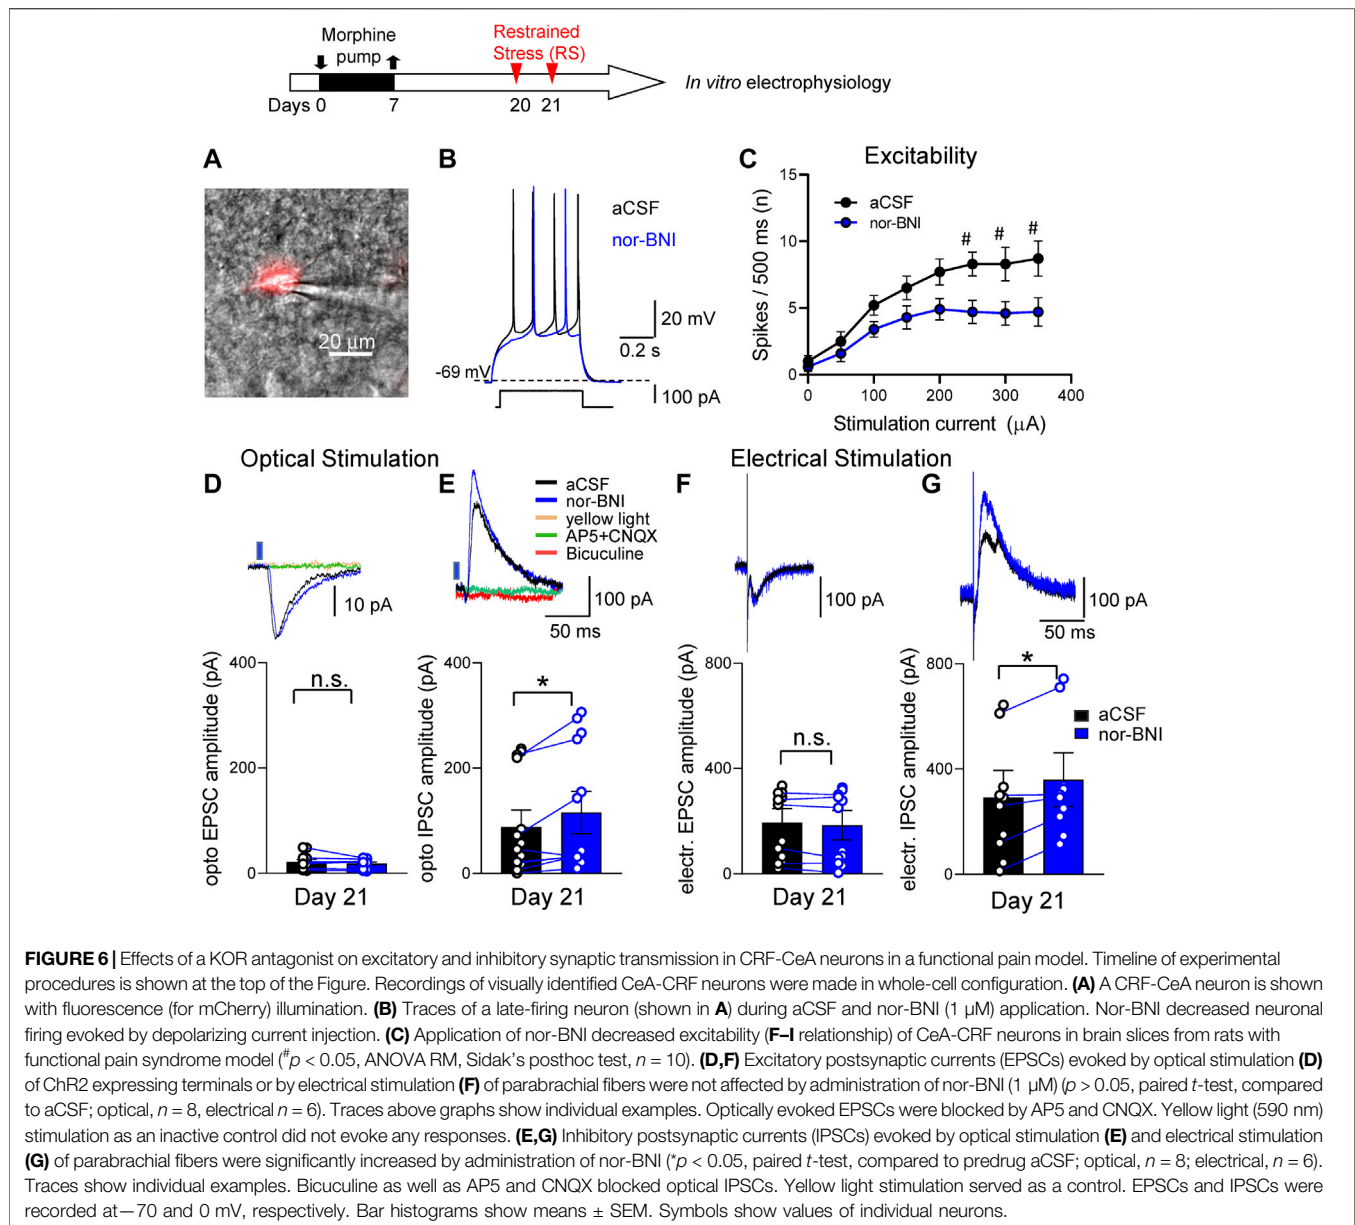 Morphine
pump
Restrained
Stress (RS)
In vitro electrophysiology
Days 0
7
20
21
A
20 µm
B
aCSF
nor-BNI
20 mV
0.2 s
-69 mV
100 pA
C
Excitability
Spikes / 500 ms (n)
15
10
5
0
aCSF
nor-BNI
# # #
0 100 200 300 400
Stimulation current (µA)
Optical Stimulation
D
10 pA
opto EPSC amplitude (pA)
400
200
0
n.s.
Day 21
E
aCSF
nor-BNI
yellow light
AP5+CNQX
Bicuculine
100 pA
50 ms
opto IPSC amplitude (pA)
400
200
0
*
Day 21
Electrical Stimulation
F
100 pA
electr. EPSC amplitude (pA)
800
400
0
n.s.
Day 21
G
100 pA
50 ms
electr. IPSC amplitude (pA)
800
400
0
*
aCSF
nor-BNI
Day 21
FIGURE 6 | Effects of a KOR antagonist on excitatory and inhibitory synaptic transmission in CRF-CeA neurons in a functional pain model. Timeline of experimental
procedures is shown at the top of the Figure. Recordings of visually identified CeA-CRF neurons were made in whole-cell configuration. (A) A CRF-CeA neuron is shown
with fluorescence (for mCherry) illumination. (B) Traces of a late-firing neuron (shown in A) during aCSF and nor-BNI (1 µM) application. Nor-BNI decreased neuronal
firing evoked by depolarizing current injection. (C) Application of nor-BNI decreased excitability (F–I relationship) of CeA-CRF neurons in brain slices from rats with
functional pain syndrome model (#p < 0.05, ANOVA RM, Sidak's posthoc test, n = 10). (D,F) Excitatory postsynaptic currents (EPSCs) evoked by optical stimulation (D)
of ChR2 expressing terminals or by electrical stimulation (F) of parabrachial fibers were not affected by administration of nor-BNI (1 µM) (p > 0.05, paired t-test, compared
to aCSF; optical, n = 8, electrical n = 6). Traces above graphs show individual examples. Optically evoked EPSCs were blocked by AP5 and CNQX. Yellow light (590 nm)
stimulation as an inactive control did not evoke any responses. (E,G) Inhibitory postsynaptic currents (IPSCs) evoked by optical stimulation (E) and electrical stimulation
(G) of parabrachial fibers were significantly increased by administration of nor-BNI (*p < 0.05, paired t-test, compared to predrug aCSF; optical, n = 8; electrical, n = 6).
Traces show individual examples. Bicuculine as well as AP5 and CNQX blocked optical IPSCs. Yellow light stimulation served as a control. EPSCs and IPSCs were
recorded at—70 and 0 mV, respectively. Bar histograms show means ± SEM. Symbols show values of individual neurons.